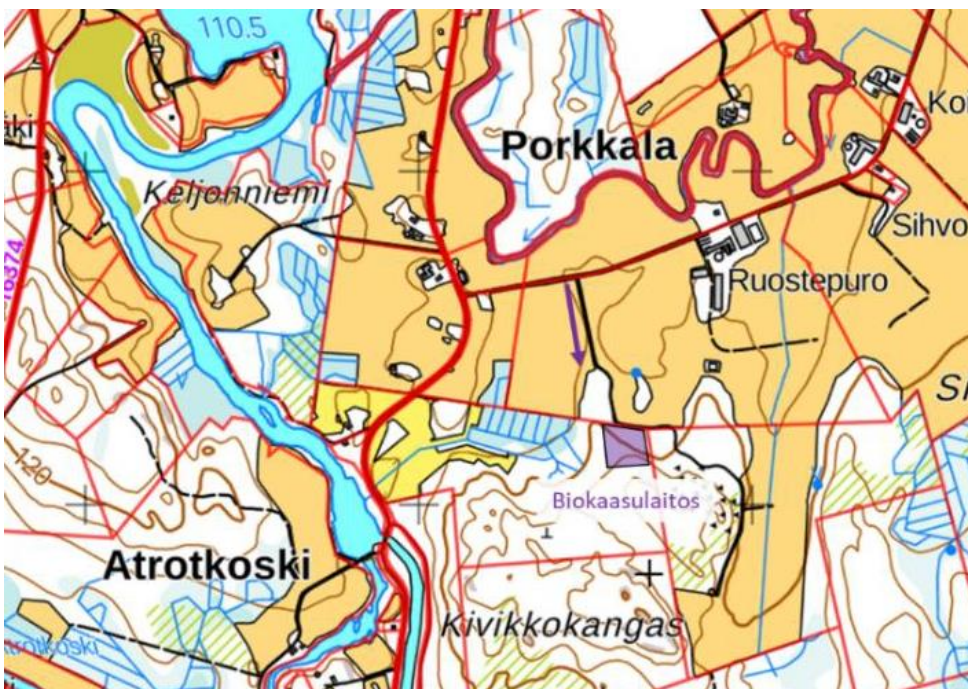 110.5
Porkkala
Keljonniemi
Sihvo
Ruostepuro
120
Biokaasulaitos
Atrotkoski
Kivikkokangas